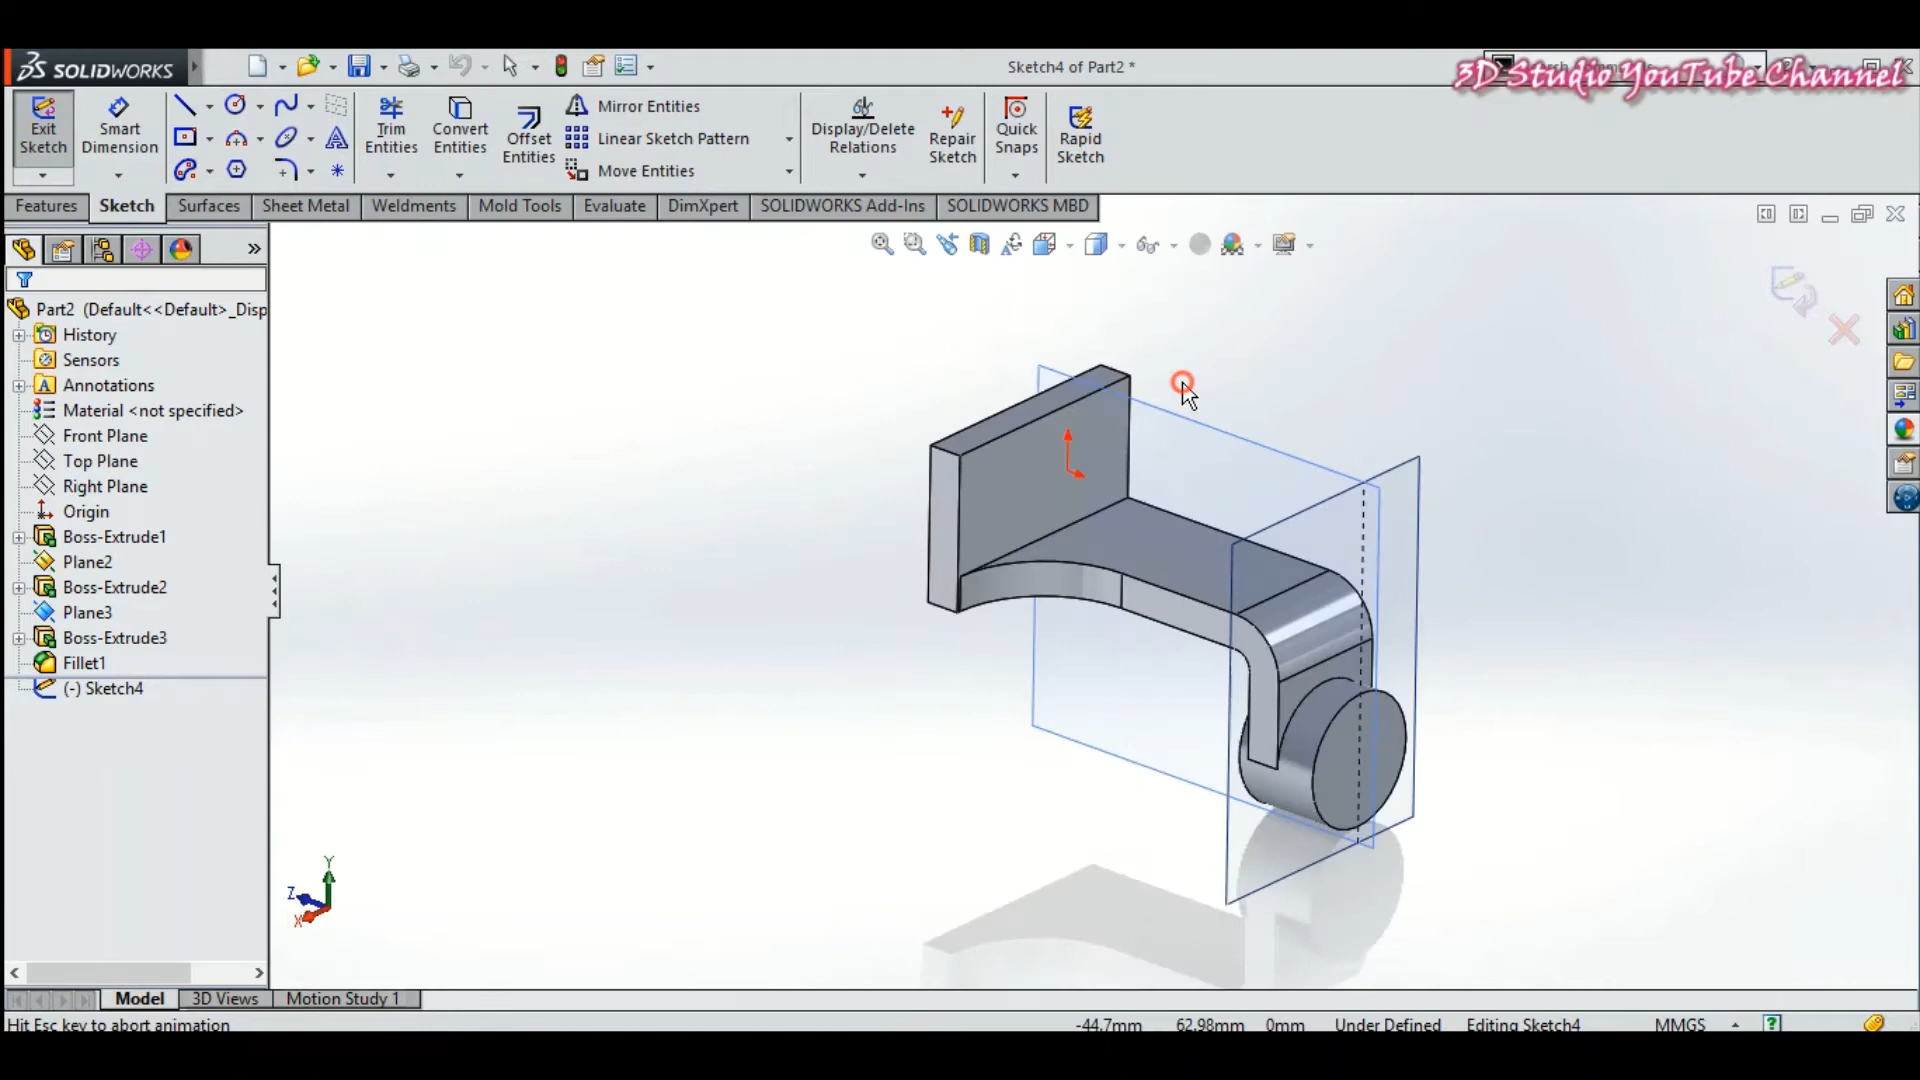 SOLIDWORKS
Sketch4 of Part2 *
3D Studio YouTube Channel
Exit Sketch
Smart Dimension
Trim Entities
Convert Entities
Offset Entities
Mirror Entities
Linear Sketch Pattern
Move Entities
Display/Delete Relations
Repair Sketch
Quick Snaps
Rapid Sketch
Features Sketch Surfaces Sheet Metal Weldments Mold Tools Evaluate DimXpert SOLIDWORKS Add-Ins SOLIDWORKS MBD
Part2 (Default<<Default>_Disp
History
Sensors
Annotations
Material <not specified>
Front Plane
Top Plane
Right Plane
Origin
Boss-Extrude1
Plane2
Boss-Extrude2
Plane3
Boss-Extrude3
Fillet1
(-) Sketch4
Y
Z
X
Model 3D Views Motion Study 1
Hit Esc key to abort animation -44.7mm 62.98mm 0mm Under Defined Editing Sketch4 MMGS